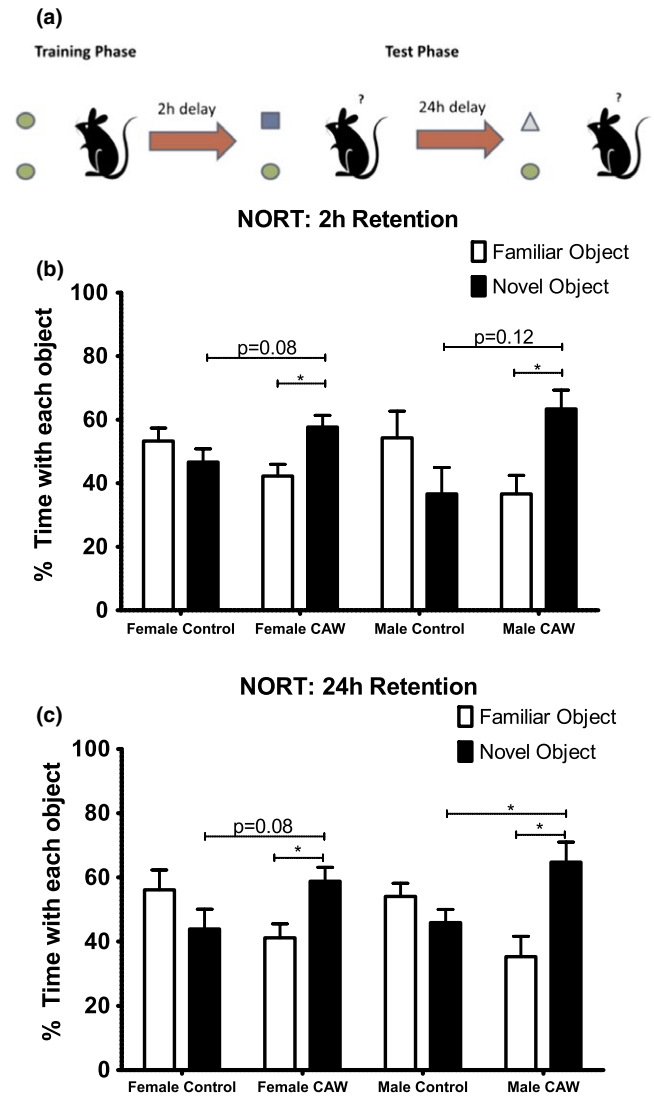 (a)
Training Phase
Test Phase
2h delay
?
24h delay
?
NORT: 2h Retention
(b)
Familiar Object
Novel Object
% Time with each object
100
80
60
40
20
0
p=0.08
*
p=0.12
*
Female Control
Female CAW
Male Control
Male CAW
NORT: 24h Retention
(c)
Familiar Object
Novel Object
% Time with each object
100
80
60
40
20
0
p=0.08
*
*
*
Female Control
Female CAW
Male Control
Male CAW